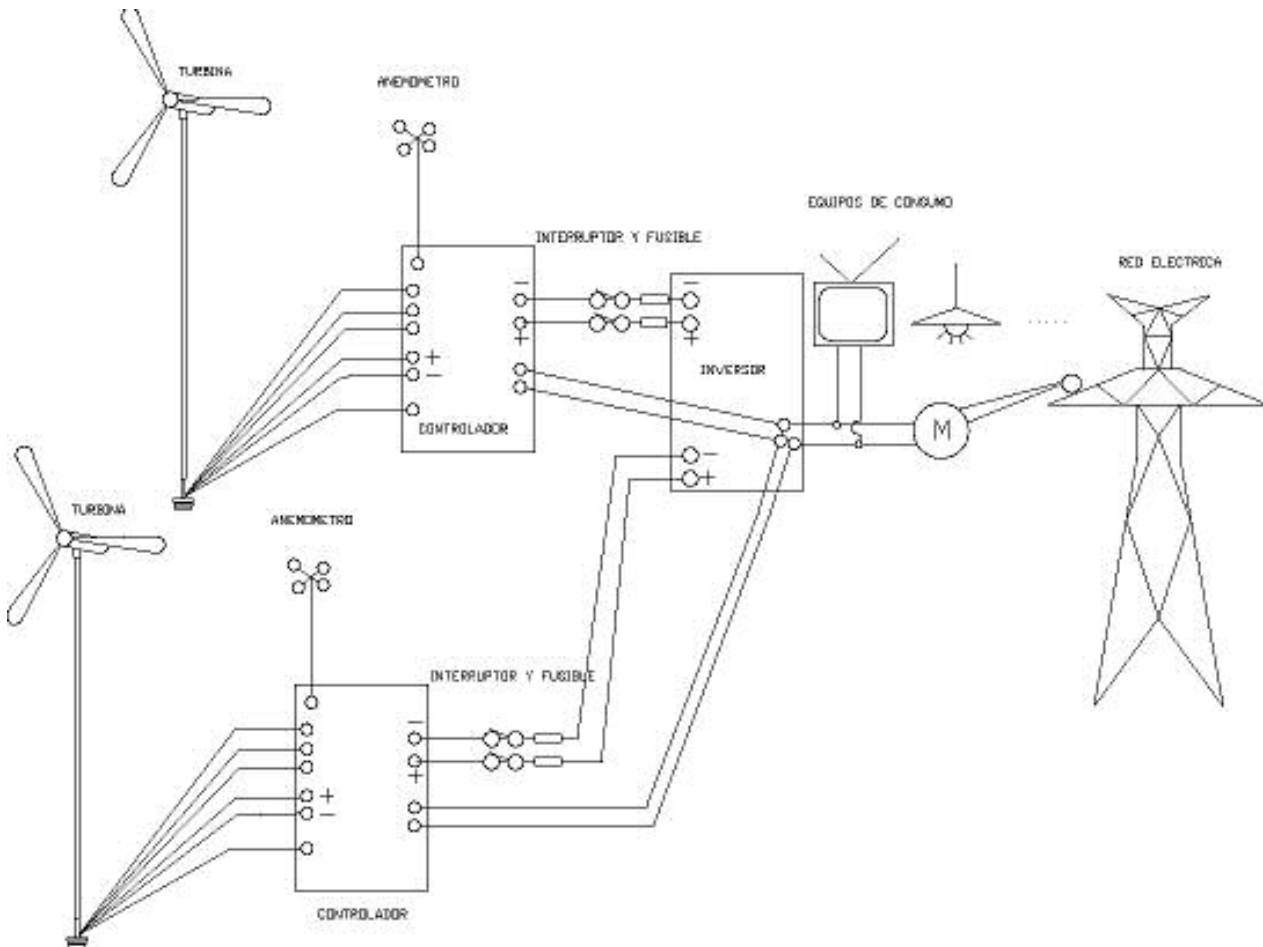 TURBINA
ANEMOMETRO
EQUIPOS DE CONSUMO
INTERRUPTOR Y FUSIBLE
RED ELECTRICA
-
-
+
+
+
-
INVERSOR
.....
CONTROLADOR
M
-
+
TURBINA
ANEMOMETRO
INTERRUPTOR Y FUSIBLE
-
+
+
-
CONTROLADOR